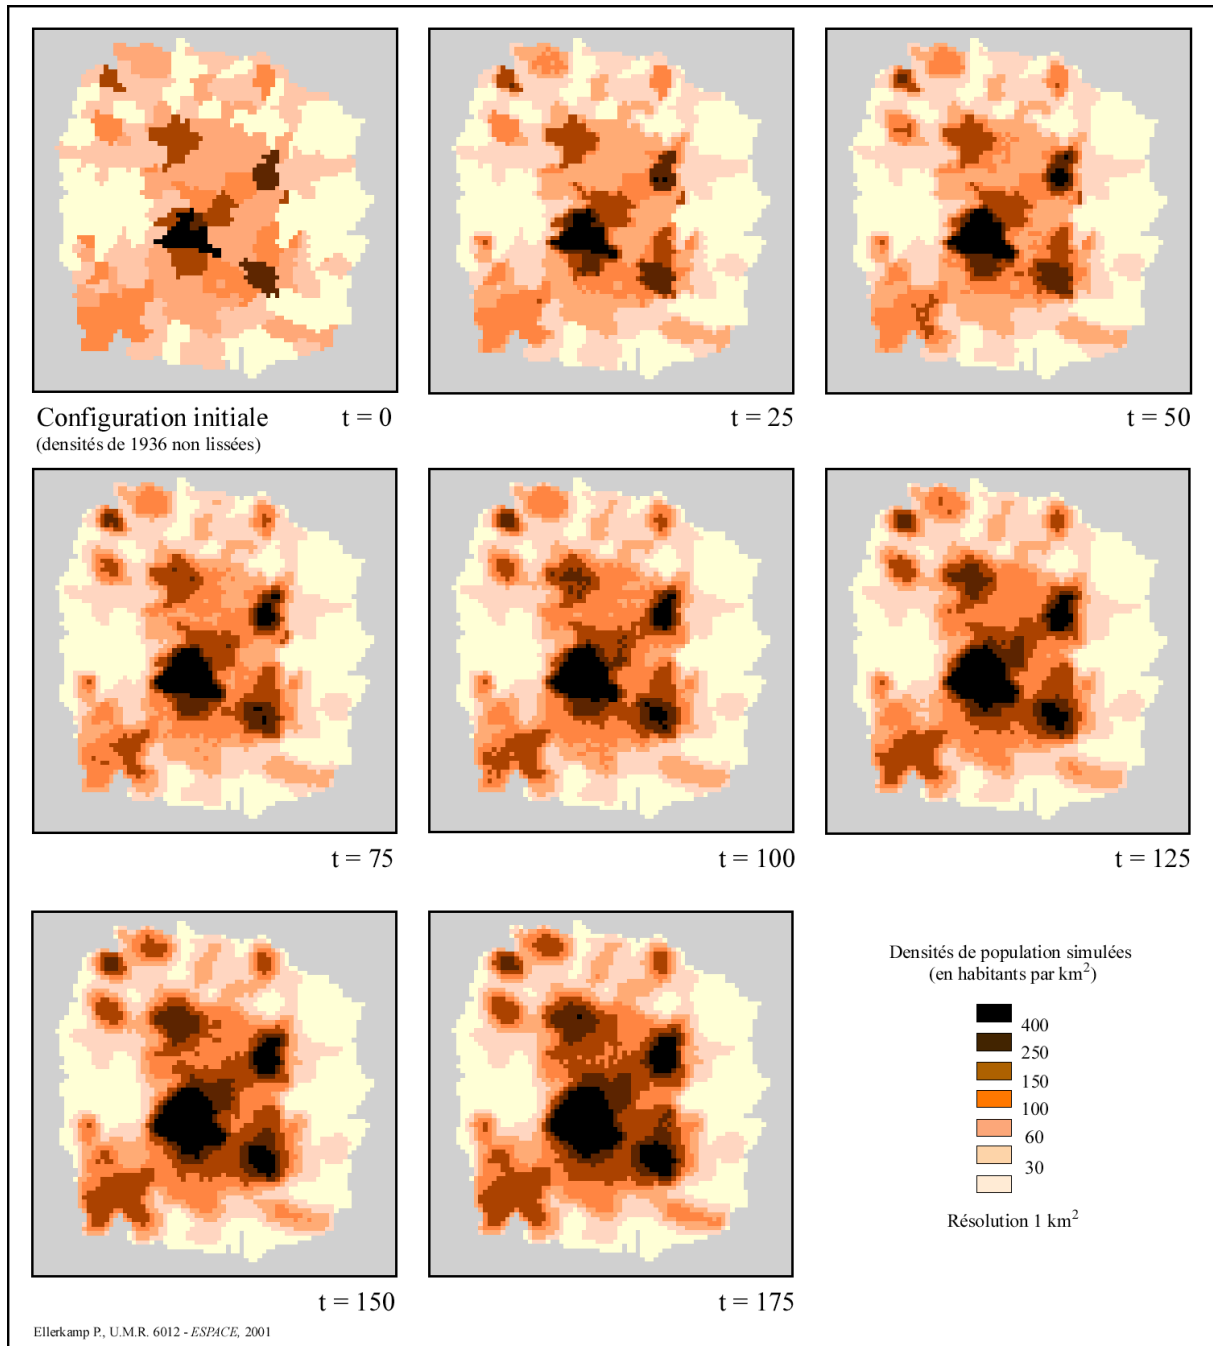 Configuration initiale
t = 0
(densités de 1936 non lissées)
t = 25
t = 50
t = 75
t = 100
t = 125
t = 150
t = 175
Densités de population simulées
(en habitants par km²)
400
250
150
100
60
30
Résolution 1 km²
Ellerkamp P., U.M.R. 6012 - ESPACE, 2001